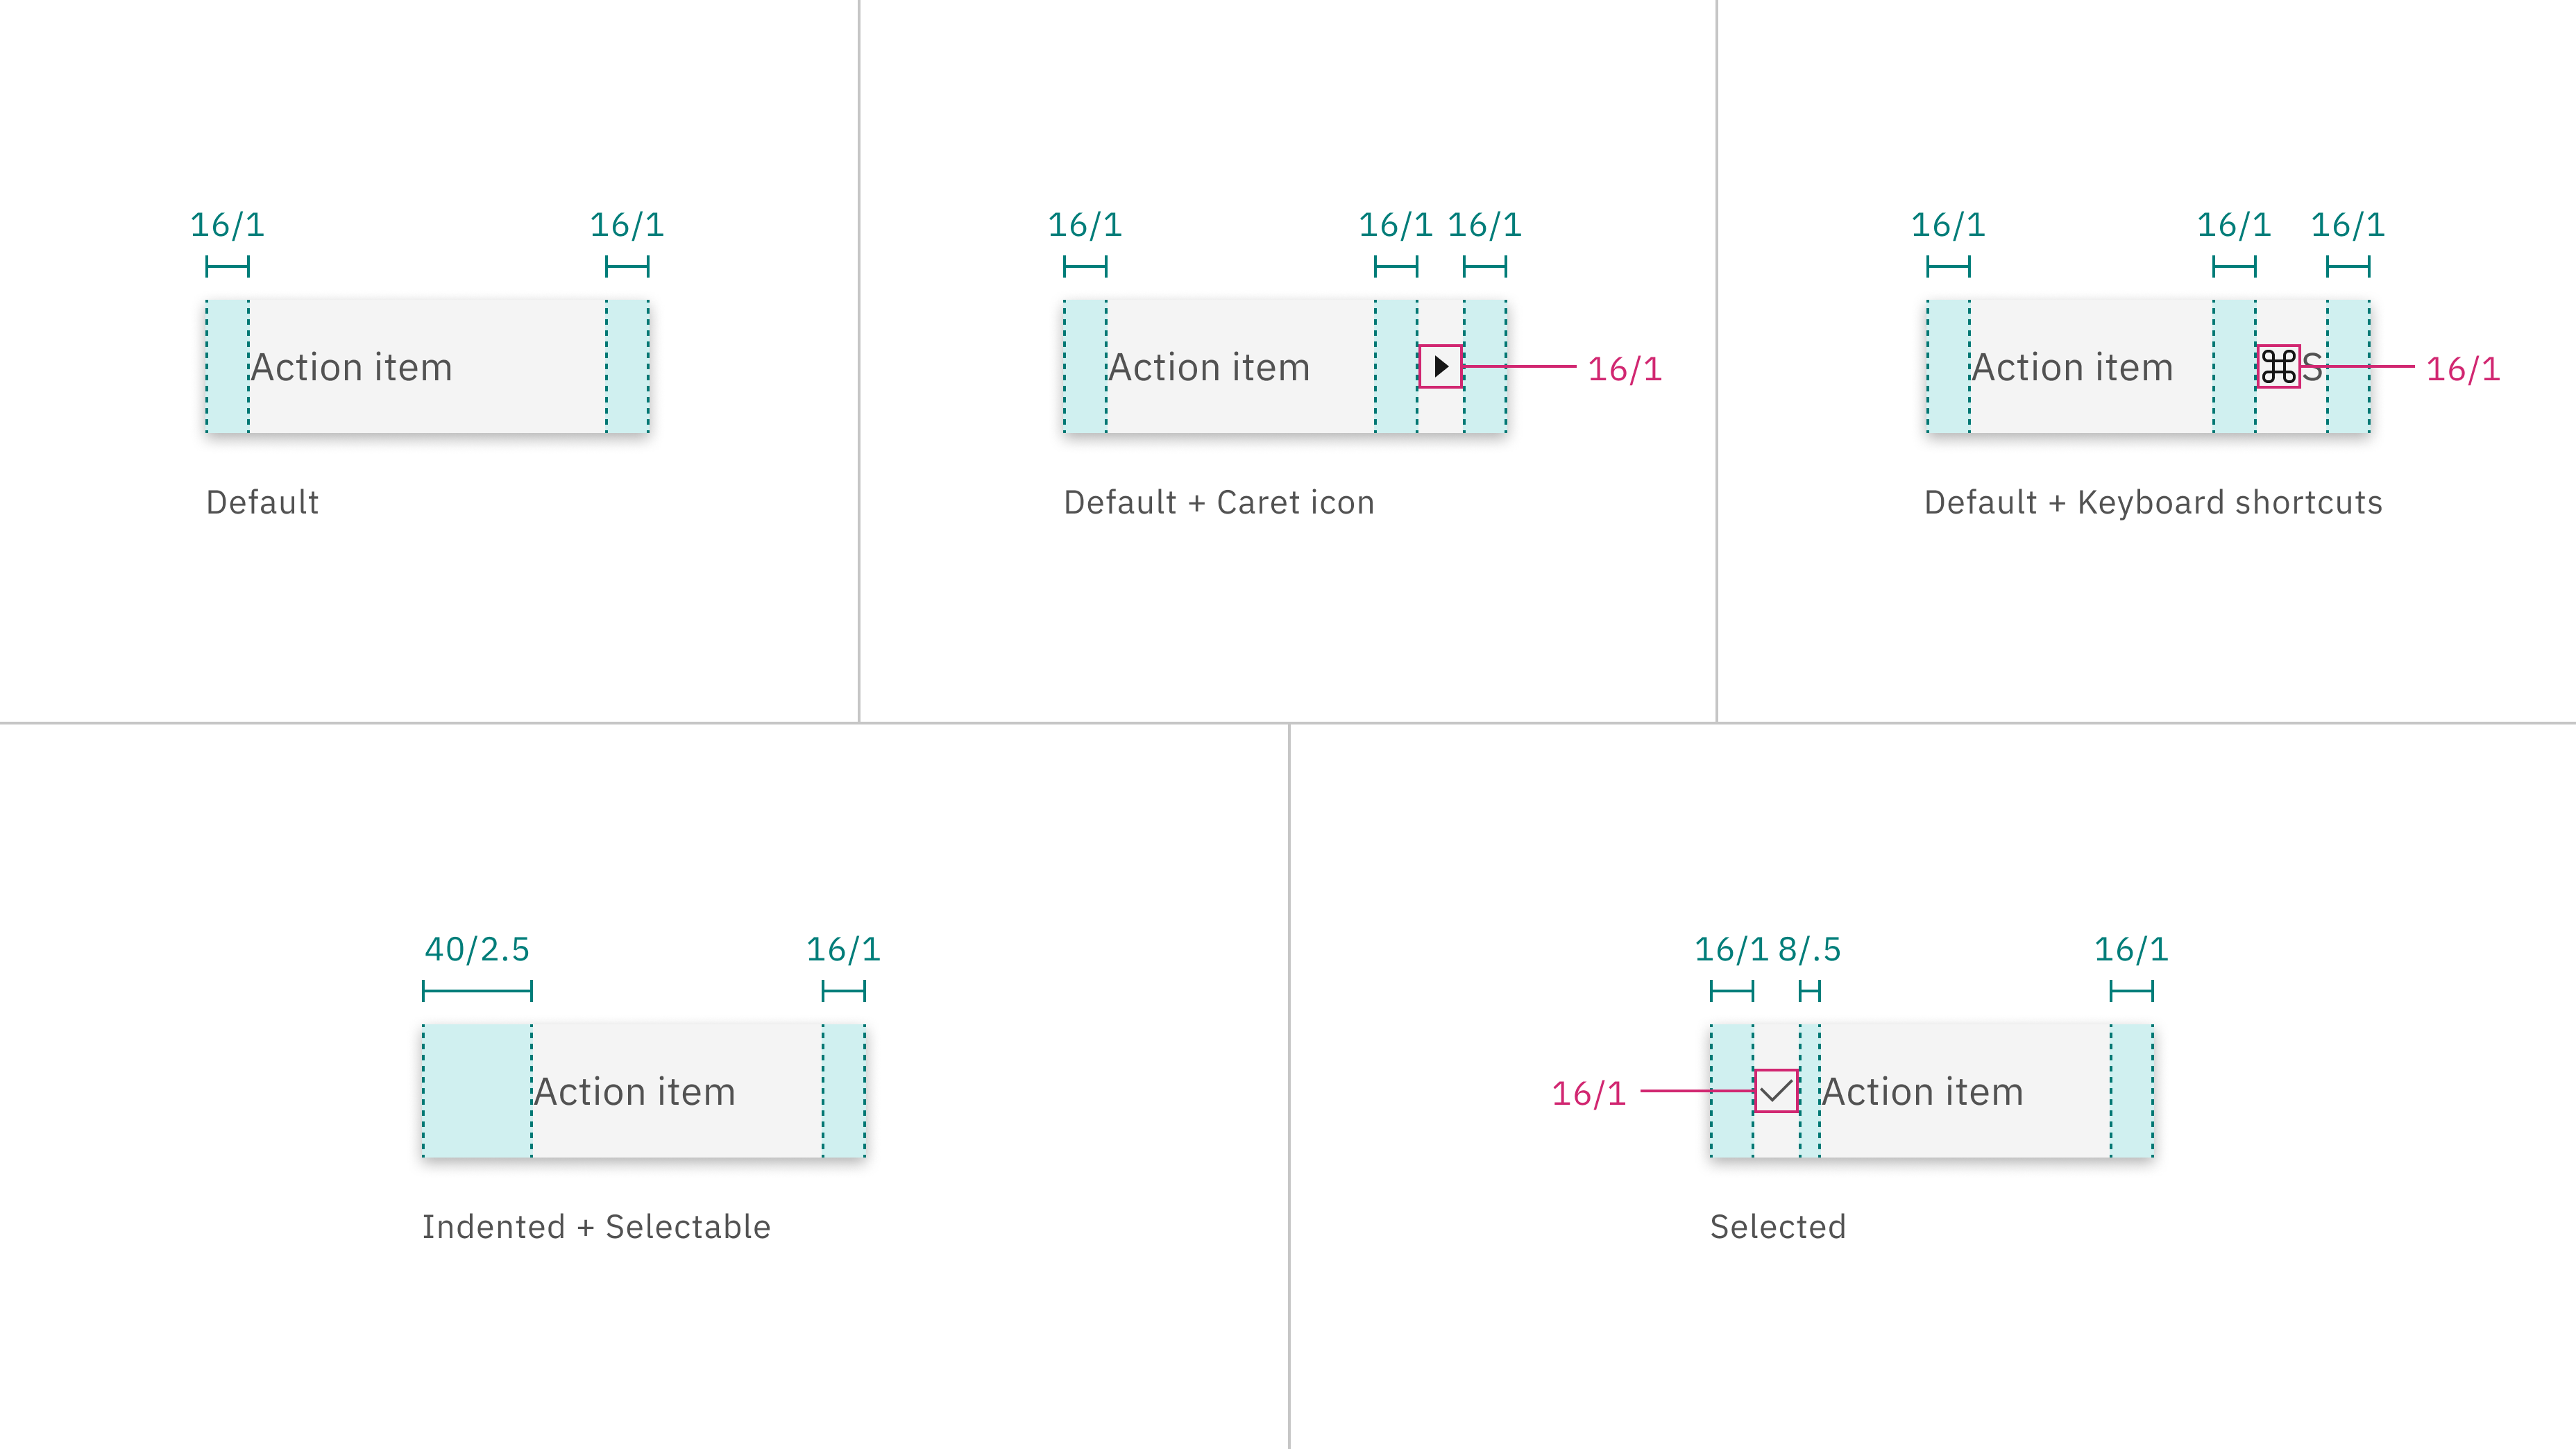 16/1 16/1
Action item
Default
16/1 16/1 16/1
Action item
16/1
Default + Caret icon
16/1 16/1 16/1
Action item ⌘S
16/1
Default + Keyboard shortcuts
40/2.5 16/1
Action item
Indented + Selectable
16/1 8/.5 16/1
16/1
Action item
Selected